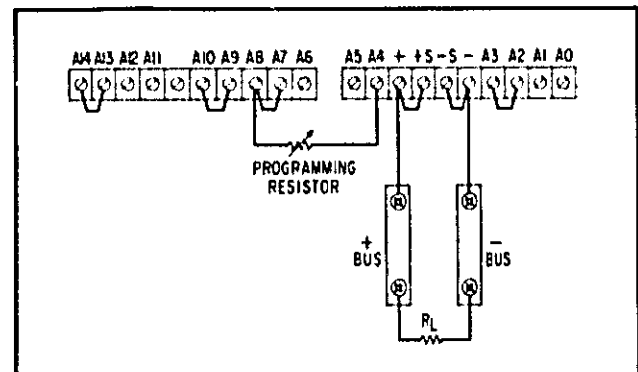 A14 A13 A12 A11 A10 A9 A8 A7 A6 A5 A4 + +S -S - A3 A2 A1 A0
PROGRAMMING
RESISTOR
+
BUS
-
BUS
RL